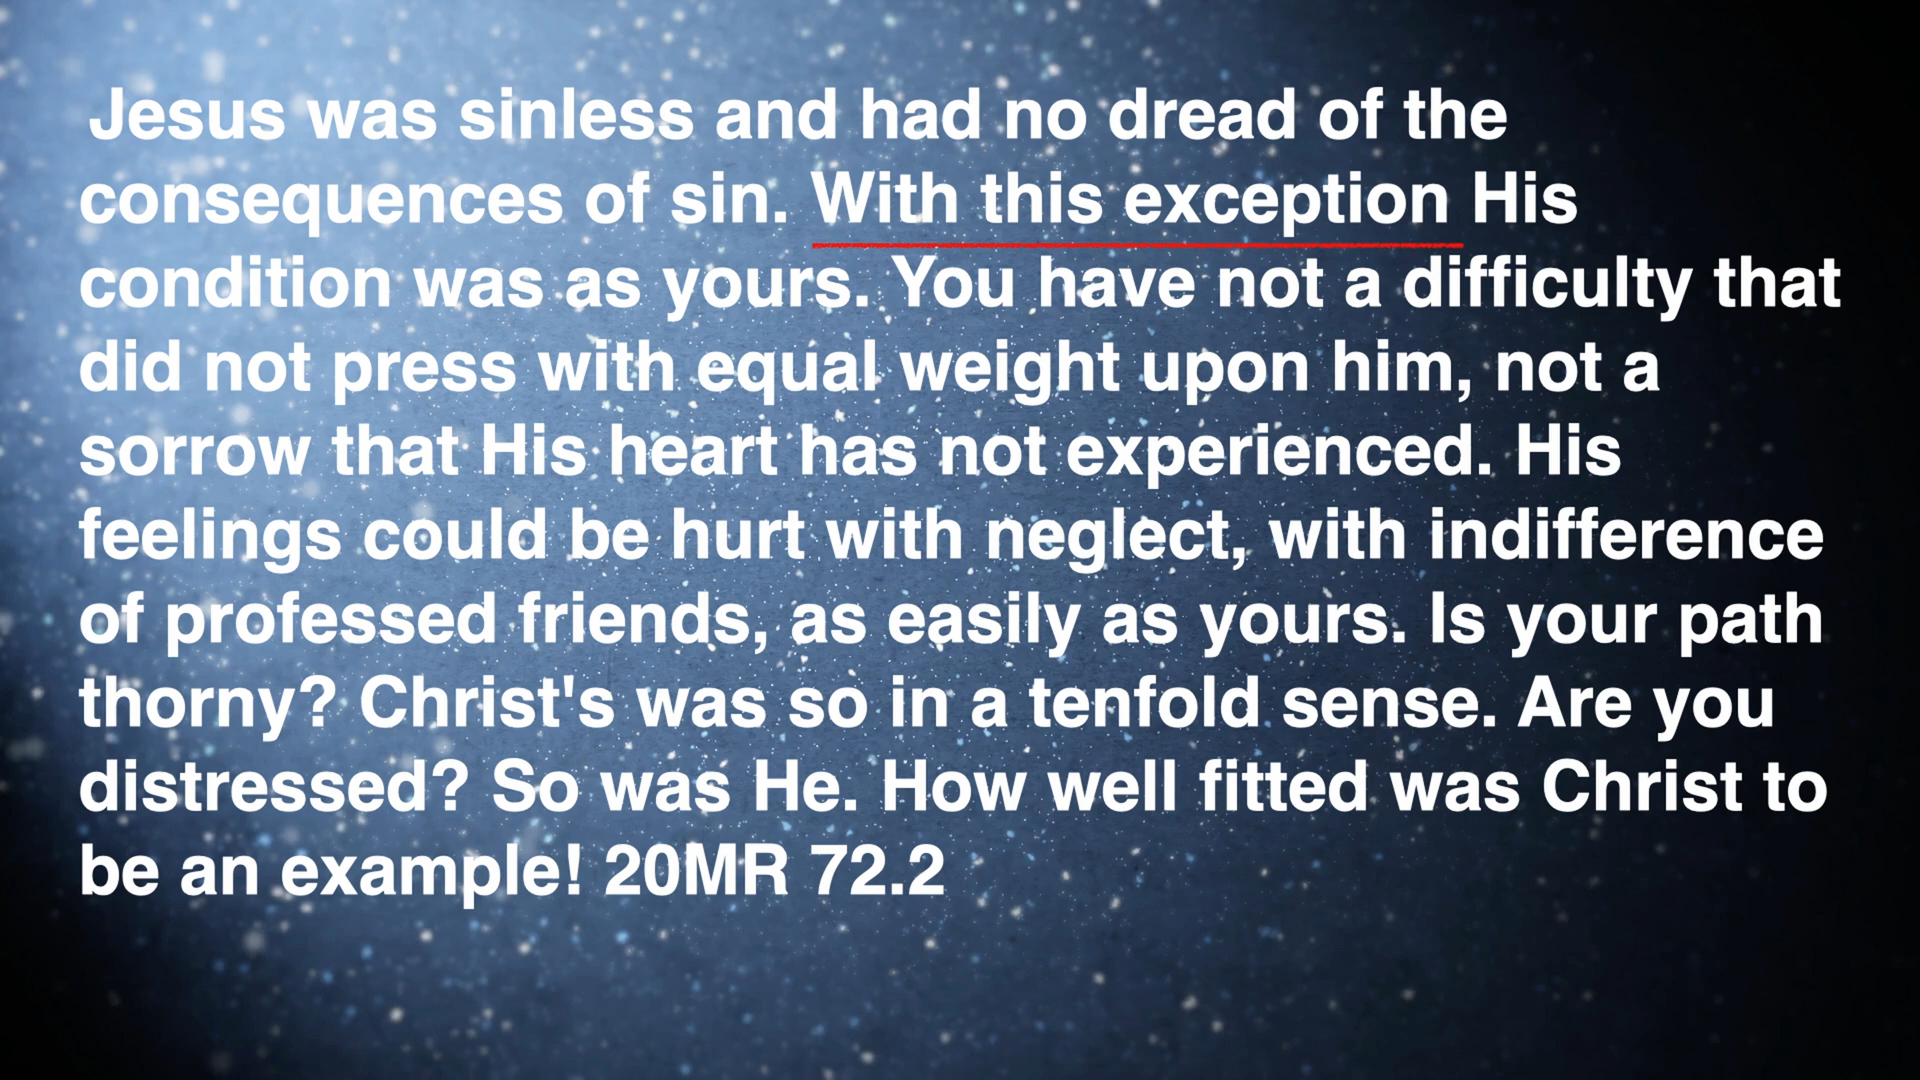 Jesus was sinless and had no dread of the
consequences of sin. With this exception His
condition was as yours. You have not a difficulty that
did not press with equal weight upon him, not a
sorrow that His heart has not experienced. His
feelings could be hurt with neglect, with indifference
of professed friends, as easily as yours. Is your path
thorny? Christ's was so in a tenfold sense. Are you
distressed? So was He. How well fitted was Christ to
be an example! 20MR 72.2